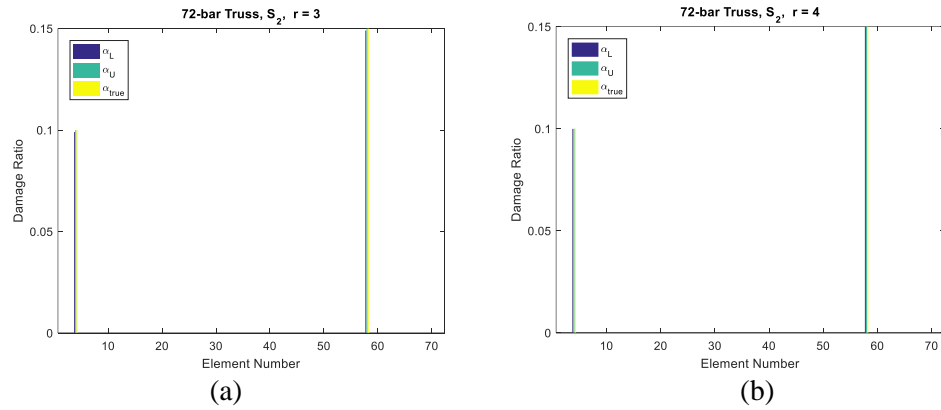 72-bar Truss, S2, r = 3
0.15
0.1
0.05
0
Damage Ratio
αL
αU
αtrue
10 20 30 40 50 60 70
Element Number
(a)
72-bar Truss, S2, r = 4
0.15
0.1
0.05
0
Damage Ratio
αL
αU
αtrue
10 20 30 40 50 60 70
Element Number
(b)